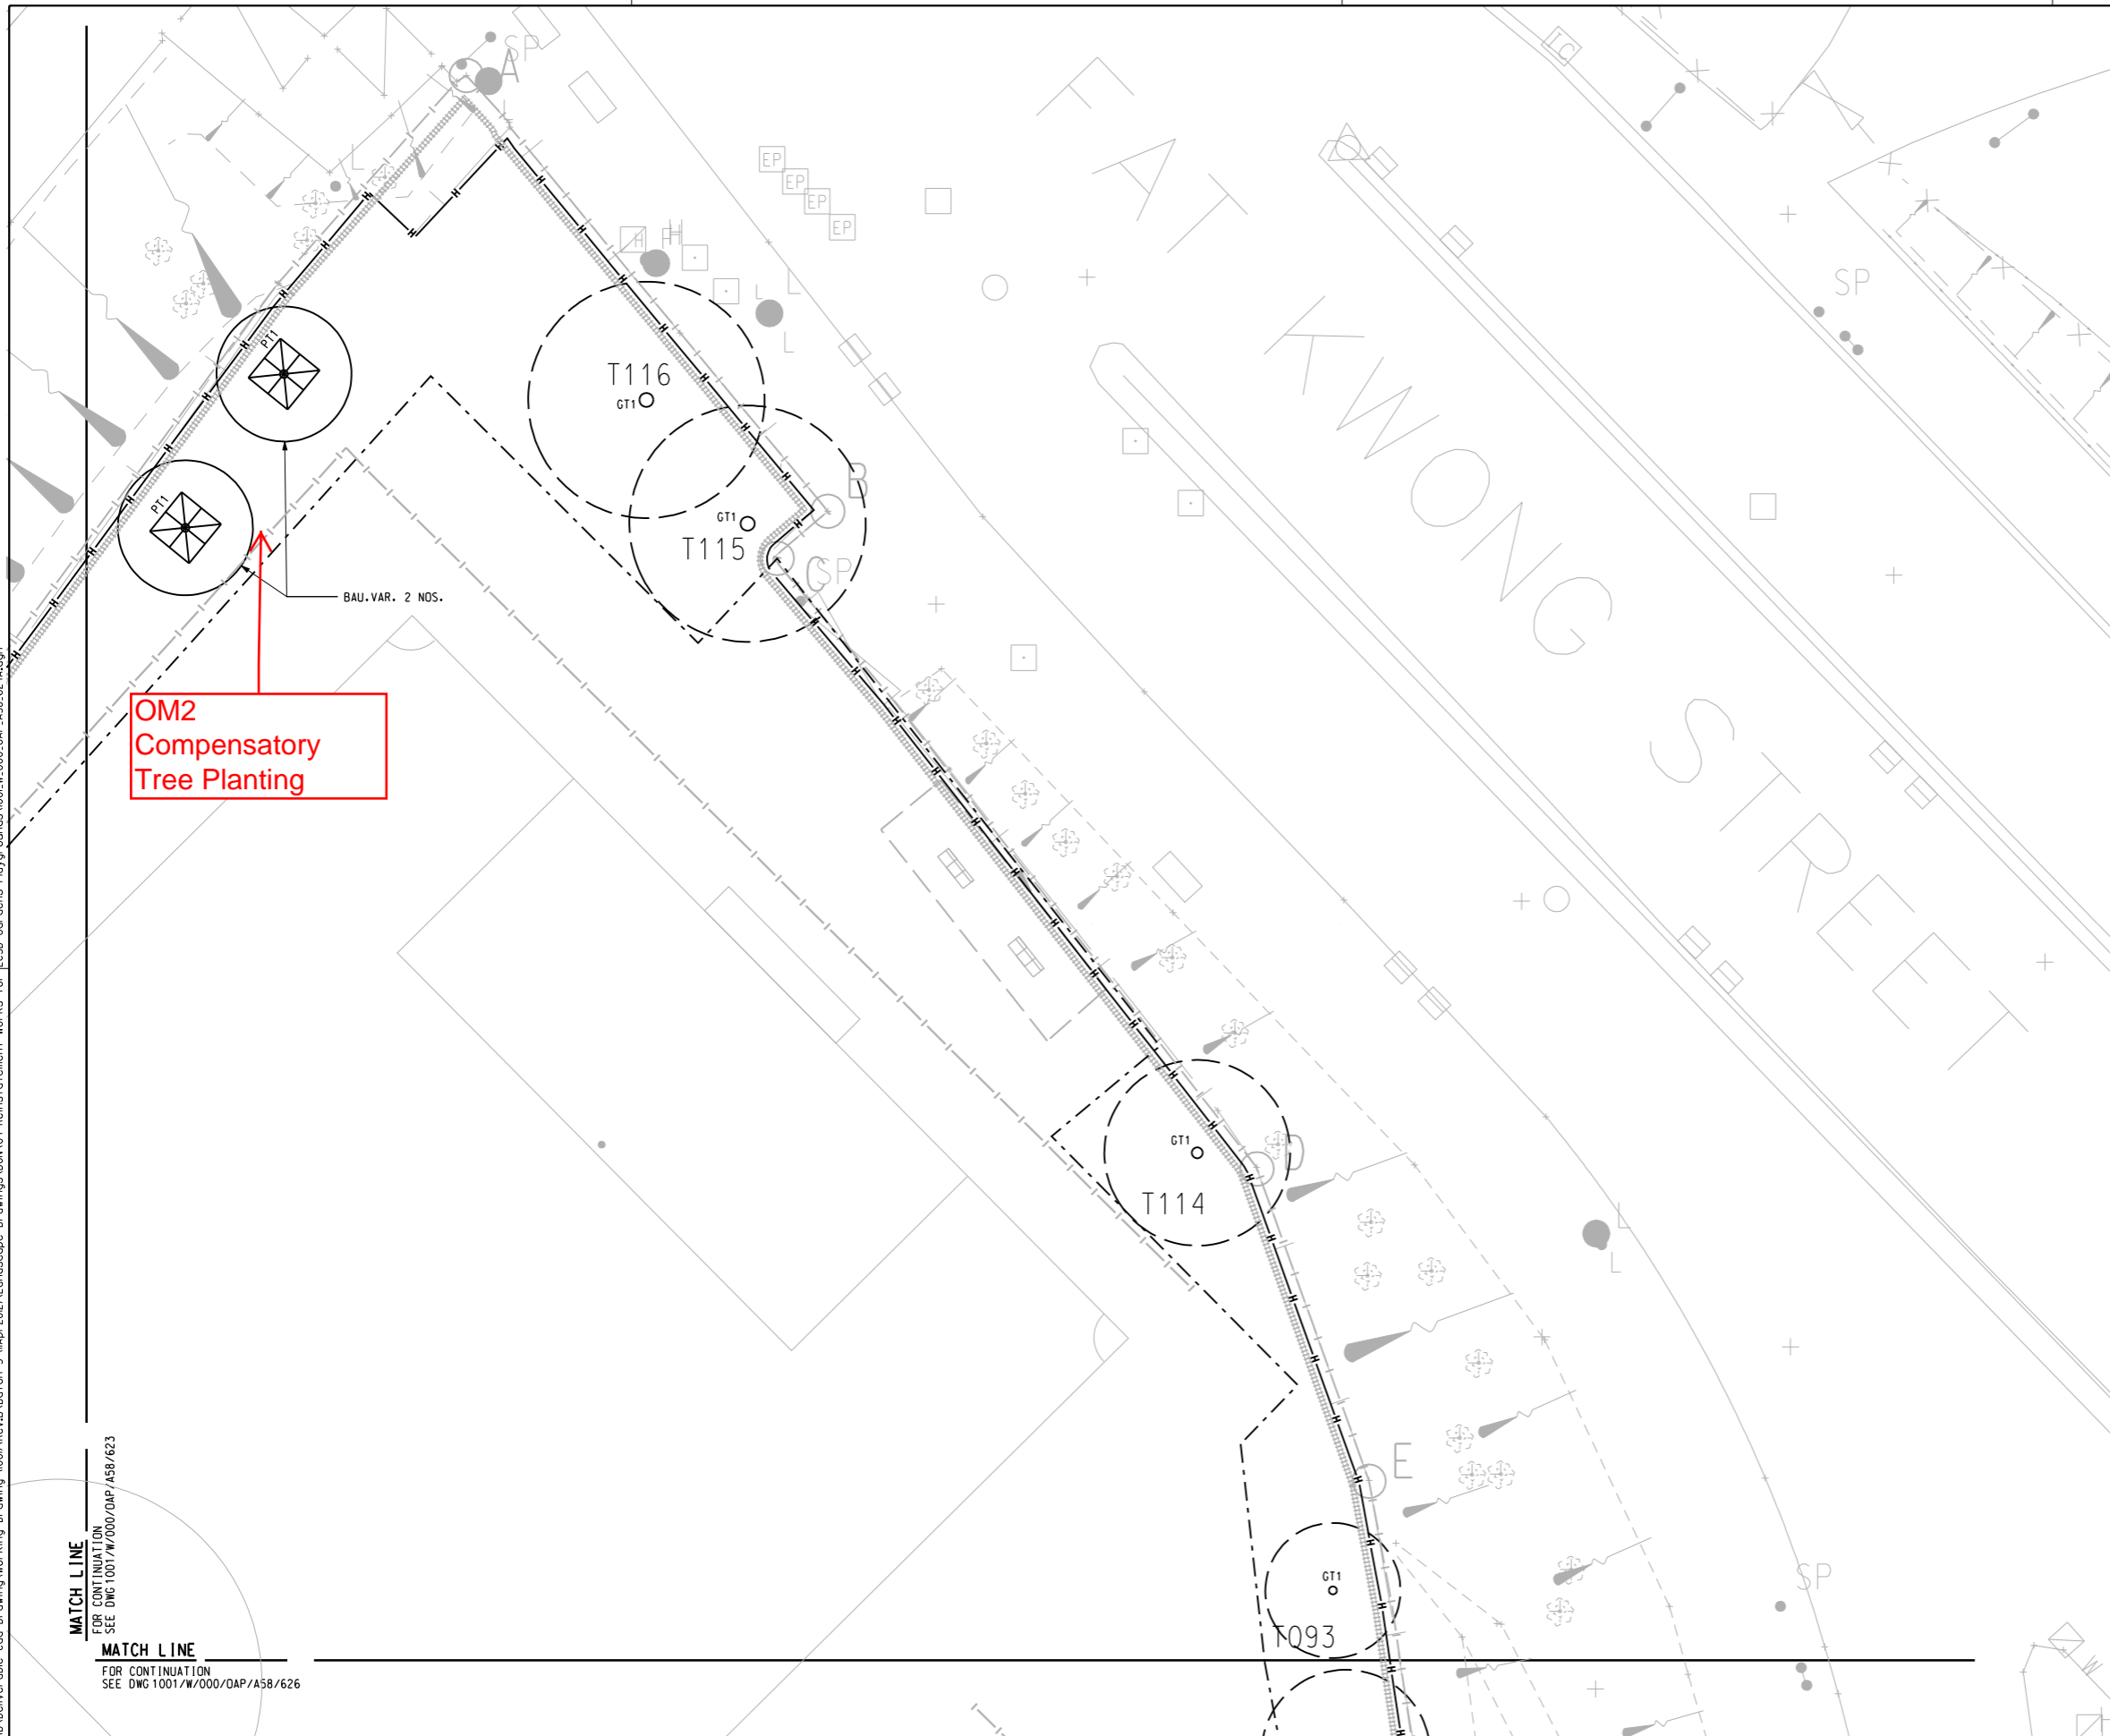 SP
A
L
EP
EP
EP
EP
H
H
L
L
L
IC
SP
FAT KWONG STREET
PT1
T116
GT1
B
PT1
GT1
T115
C
SP
BAU.VAR. 2 NOS.
OM2
Compensatory
Tree Planting
GT1
D
T114
L
L
E
GT1
SP
T093
MATCH LINE
FOR CONTINUATION
SEE DWG 1001/W/000/OAP/A58/623
MATCH LINE
FOR CONTINUATION
SEE DWG 1001/W/000/OAP/A58/626